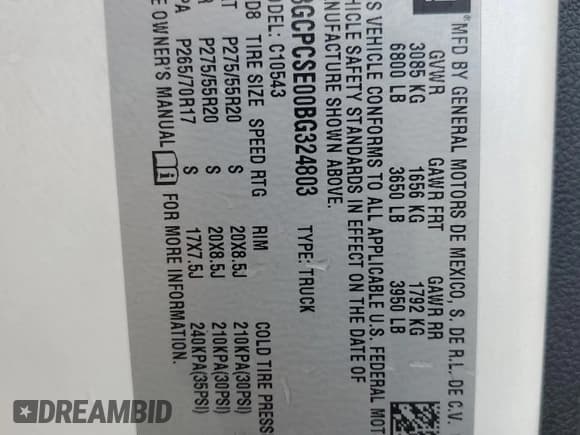 MFD BY GENERAL MOTORS DE MEXICO, S. DE R.L. DE C.V.
GVWR GAWR FRT GAWR RR
3085 KG 1656 KG 1792 KG
6800 LB 3650 LB 3950 LB
S VEHICLE CONFORMS TO ALL APPLICABLE U.S. FEDERAL MOT
HICLE SAFETY STANDARDS IN EFFECT ON THE DATE OF
NUFACTURE SHOWN ABOVE.
GCPCSE00BG324803 TYPE: TRUCK
MODEL: C10543
D8 TIRE SIZE SPEED RTG RIM COLD TIRE PRESS
T P275/55R20 S 20X8.5J 210KPA(30PSI)
R P275/55R20 S 20X8.5J 210KPA(30PSI)
PA P265/70R17 S 17X7.5J 240KPA(35PSI)
E OWNER'S MANUAL i FOR MORE INFORMATION.
DREAMBID